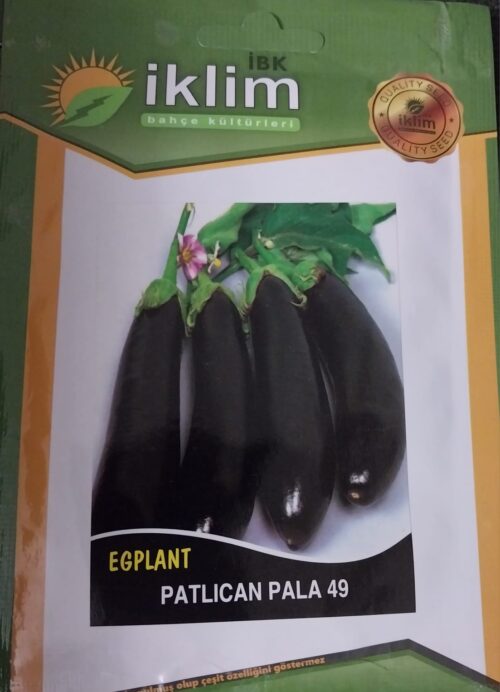 İBK
iklim
bahçe kültürleri
QUALITY SEED
iklim
QUALITY SEED
EGPLANT
PATLICAN PALA 49
olup çeşit özelliğini göstermez